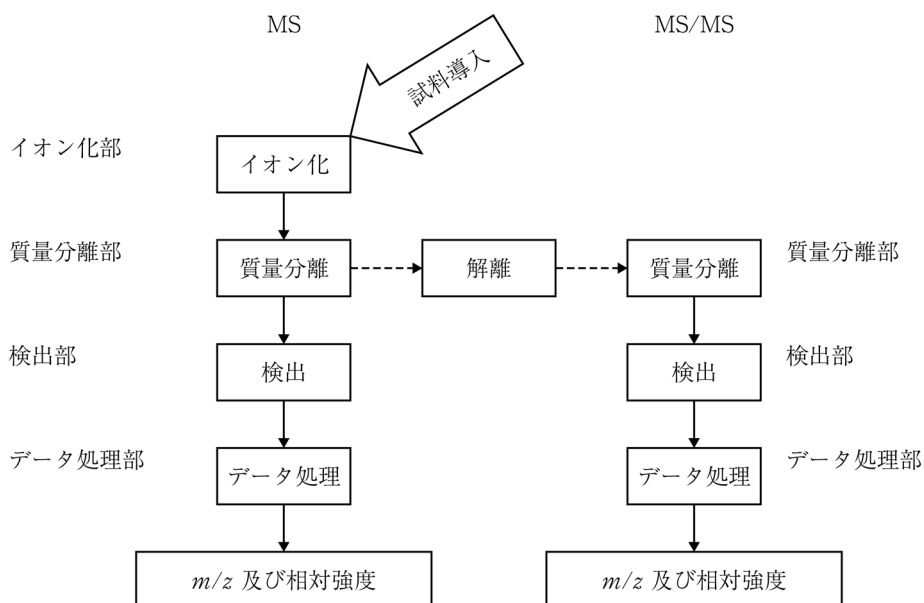 MS
MS/MS
試料導入
イオン化部
イオン化
質量分離部
質量分離
解離
質量分離
質量分離部
検出部
検出
検出
検出部
データ処理部
データ処理
データ処理
データ処理部
m/z 及び相対強度
m/z 及び相対強度